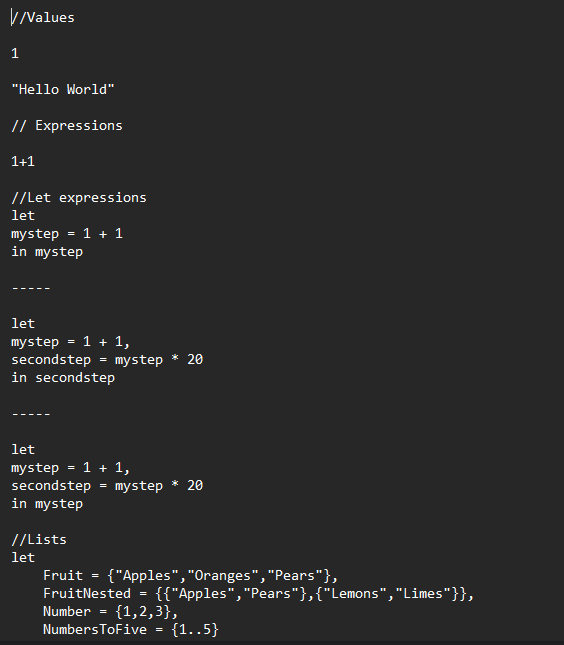 //Values
1
"Hello World"
// Expressions
1+1
//Let expressions
let
mystep = 1 + 1
in mystep
-----
let
mystep = 1 + 1,
secondstep = mystep * 20
in secondstep
-----
let
mystep = 1 + 1,
secondstep = mystep * 20
in mystep
//Lists
let
    Fruit = {"Apples","Oranges","Pears"},
    FruitNested = {{"Apples","Pears"},{"Lemons","Limes"}},
    Number = {1,2,3},
    NumbersToFive = {1..5}